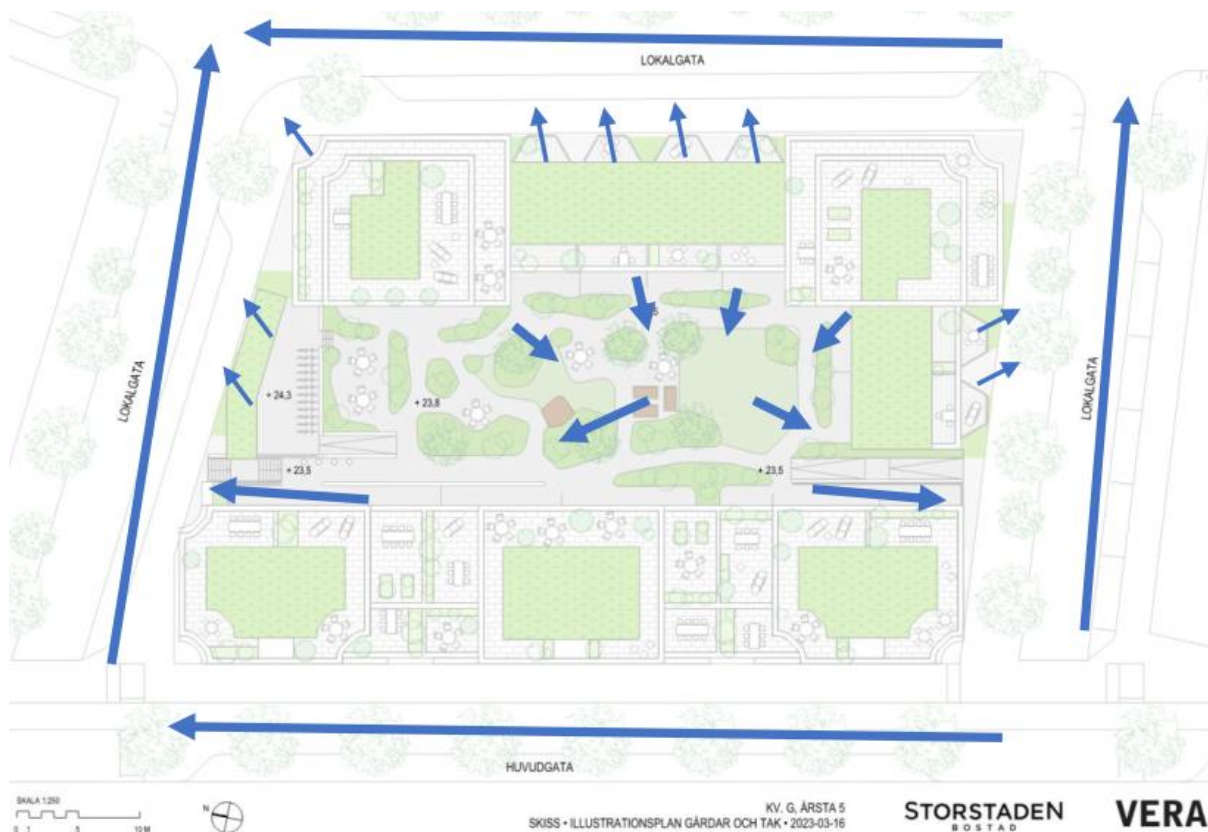 LOKALGATA
LOKALGATA
LOKALGATA
+ 24,3
+ 23,8
+ 23,5
+ 23,5
HUVUDGATA
SKALA 1:250
0 1 5 10 M
N
KV. G, ÅRSTA 5
SKISS • ILLUSTRATIONSPLAN GÅRDAR OCH TAK • 2023-03-16
STORSTADEN
BOSTAD
VERA